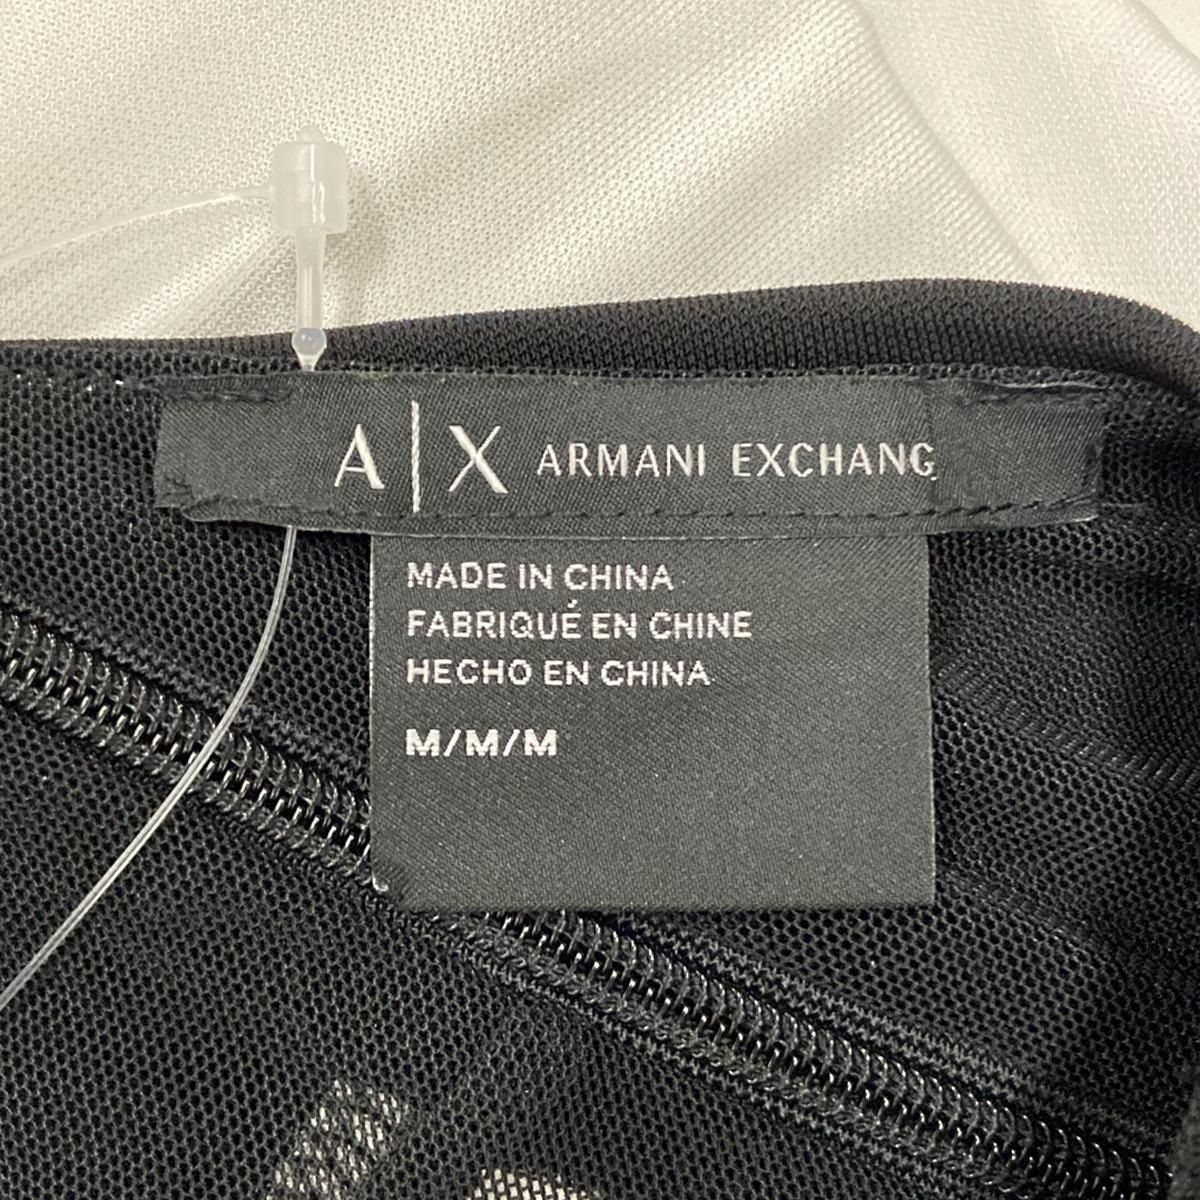 A|X ARMANI EXCHANG
MADE IN CHINA
FABRIQUÉ EN CHINE
HECHO EN CHINA
M/M/M